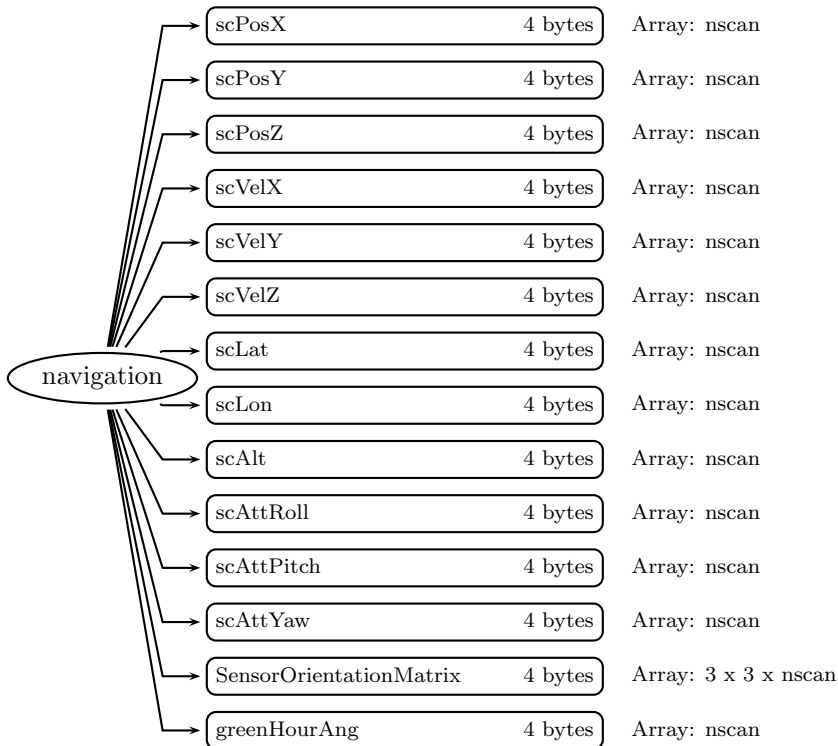 scPosX 4 bytes Array: nscan
scPosY 4 bytes Array: nscan
scPosZ 4 bytes Array: nscan
scVelX 4 bytes Array: nscan
scVelY 4 bytes Array: nscan
scVelZ 4 bytes Array: nscan
scLat 4 bytes Array: nscan
navigation
scLon 4 bytes Array: nscan
scAlt 4 bytes Array: nscan
scAttRoll 4 bytes Array: nscan
scAttPitch 4 bytes Array: nscan
scAttYaw 4 bytes Array: nscan
SensorOrientationMatrix 4 bytes Array: 3 x 3 x nscan
greenHourAng 4 bytes Array: nscan